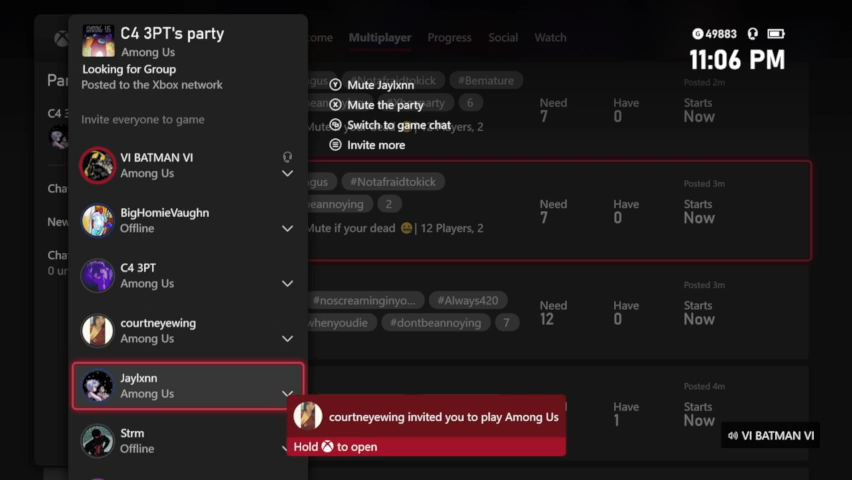 C4 3PT's party
Among Us
Looking for Group
Posted to the Xbox network
Invite everyone to game
VI BATMAN VI
Among Us
BigHomieVaughn
Offline
C4 3PT
Among Us
courtneyewing
Among Us
Jaylxnn
Among Us
Strm
Offline
Multiplayer
Progress
Social
Watch
49883
11:06 PM
Mute Jaylxnn
Mute the party
Switch to game chat
Invite more
#Notafraidtokick
#Bemature
6
Need
7
Have
0
Posted 2m
Starts
Now
#Notafraidtokick
beannoying
2
Mute if your dead 😄| 12 Players, 2
Need
7
Have
0
Posted 3m
Starts
Now
#noscreaminginyo...
#Always420
whenyoudie
#dontbeannoying
7
Need
12
Have
0
Posted 3m
Starts
Now
Have
1
Posted 4m
Starts
Now
courtneyewing invited you to play Among Us
Hold to open
VI BATMAN VI